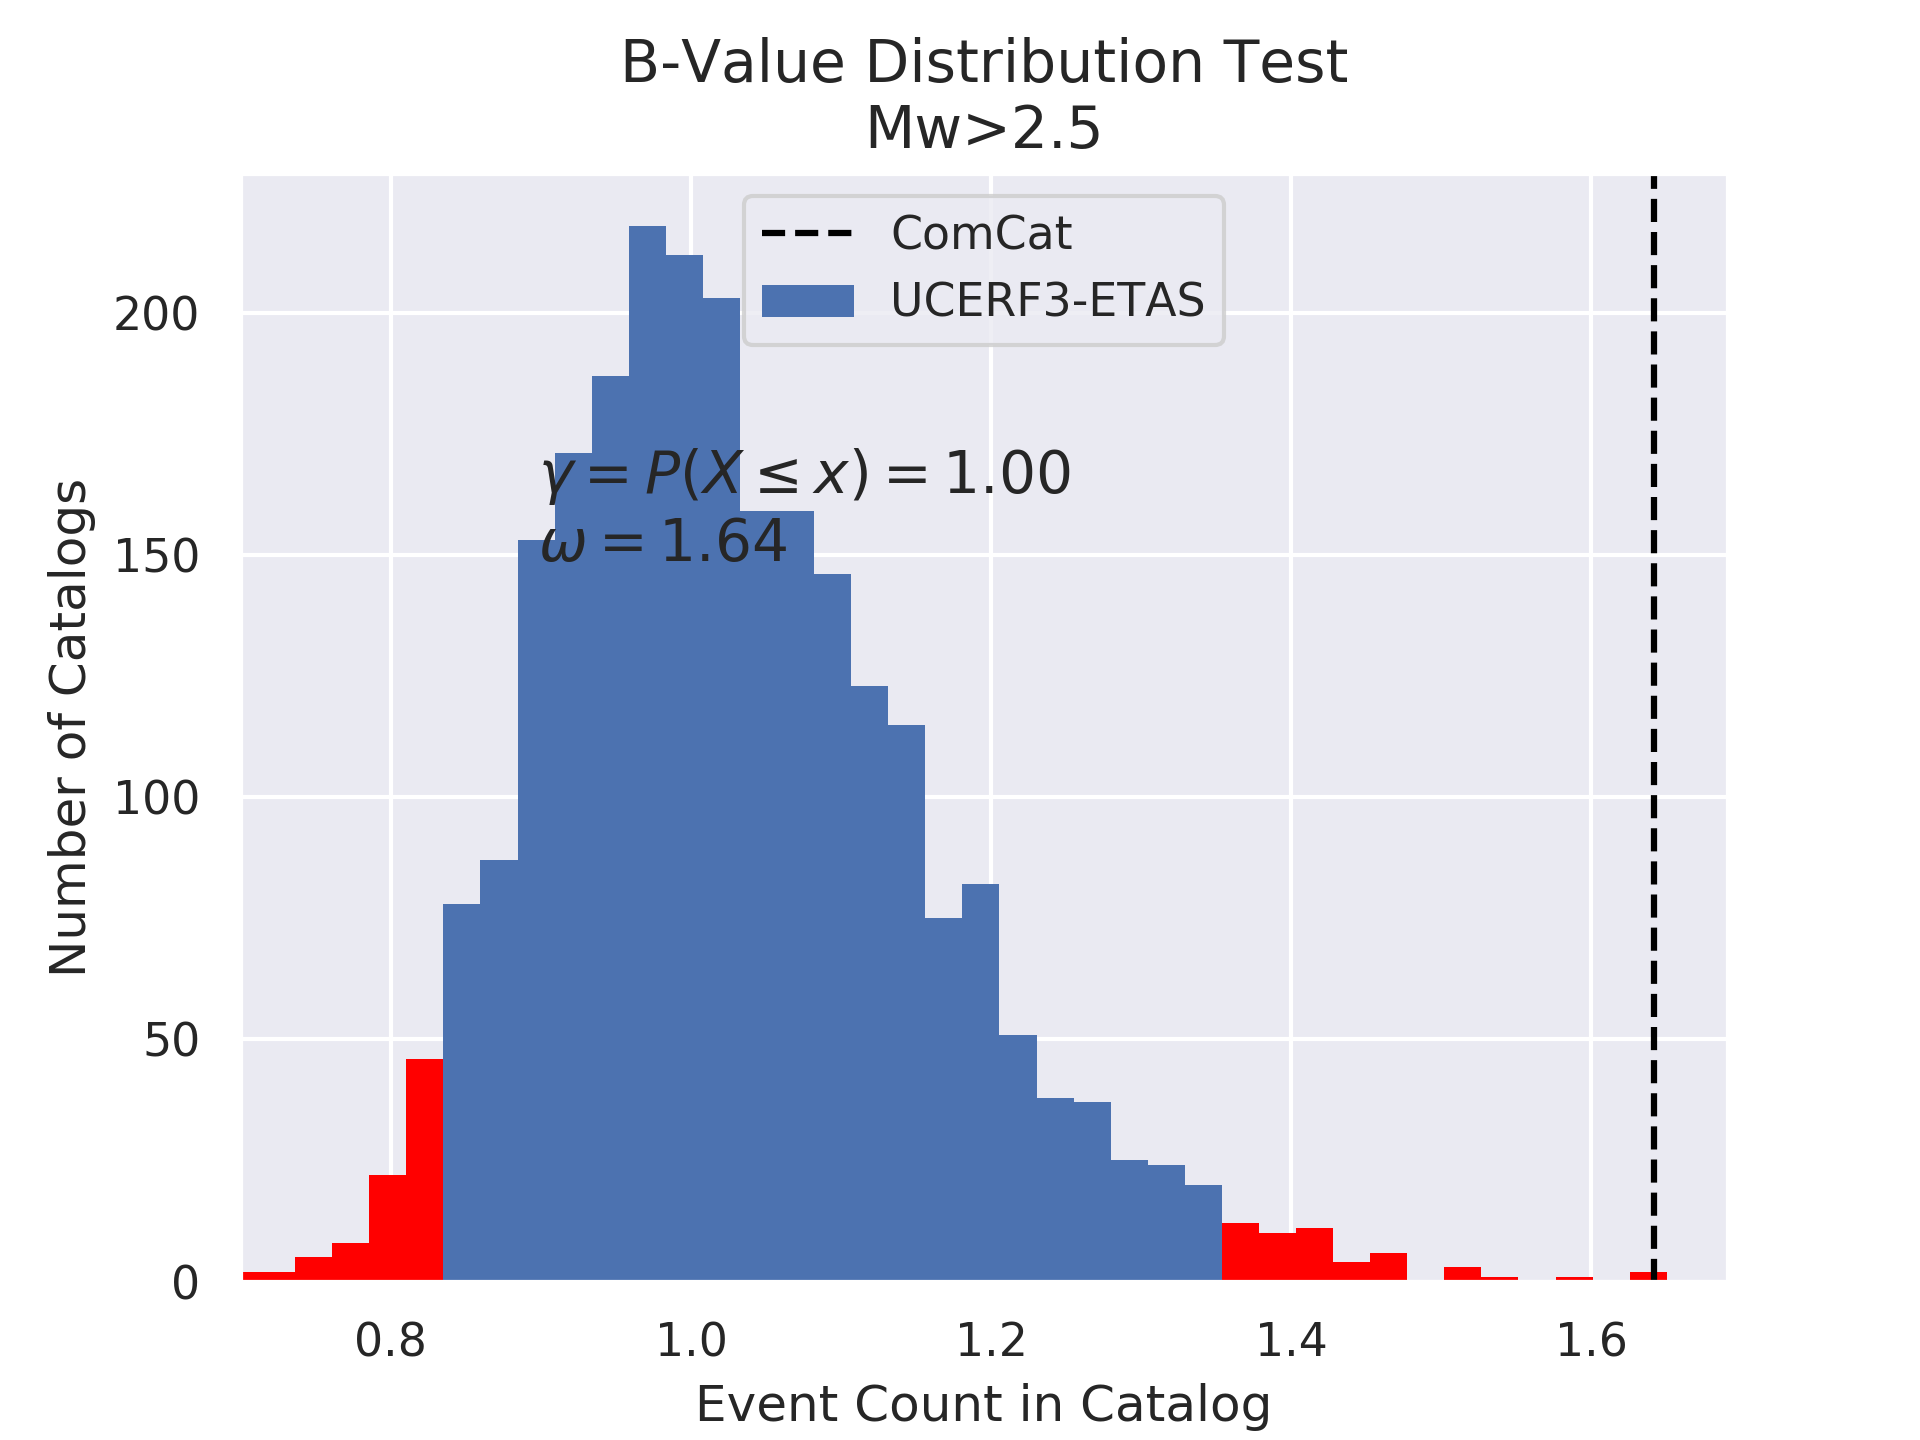 B-Value Distribution Test
Mw>2.5
ComCat
UCERF3-ETAS
γ = P(X ≤ x) = 1.00
ω = 1.64
Number of Catalogs
200
150
100
50
0
0.8 1.0 1.2 1.4 1.6
Event Count in Catalog